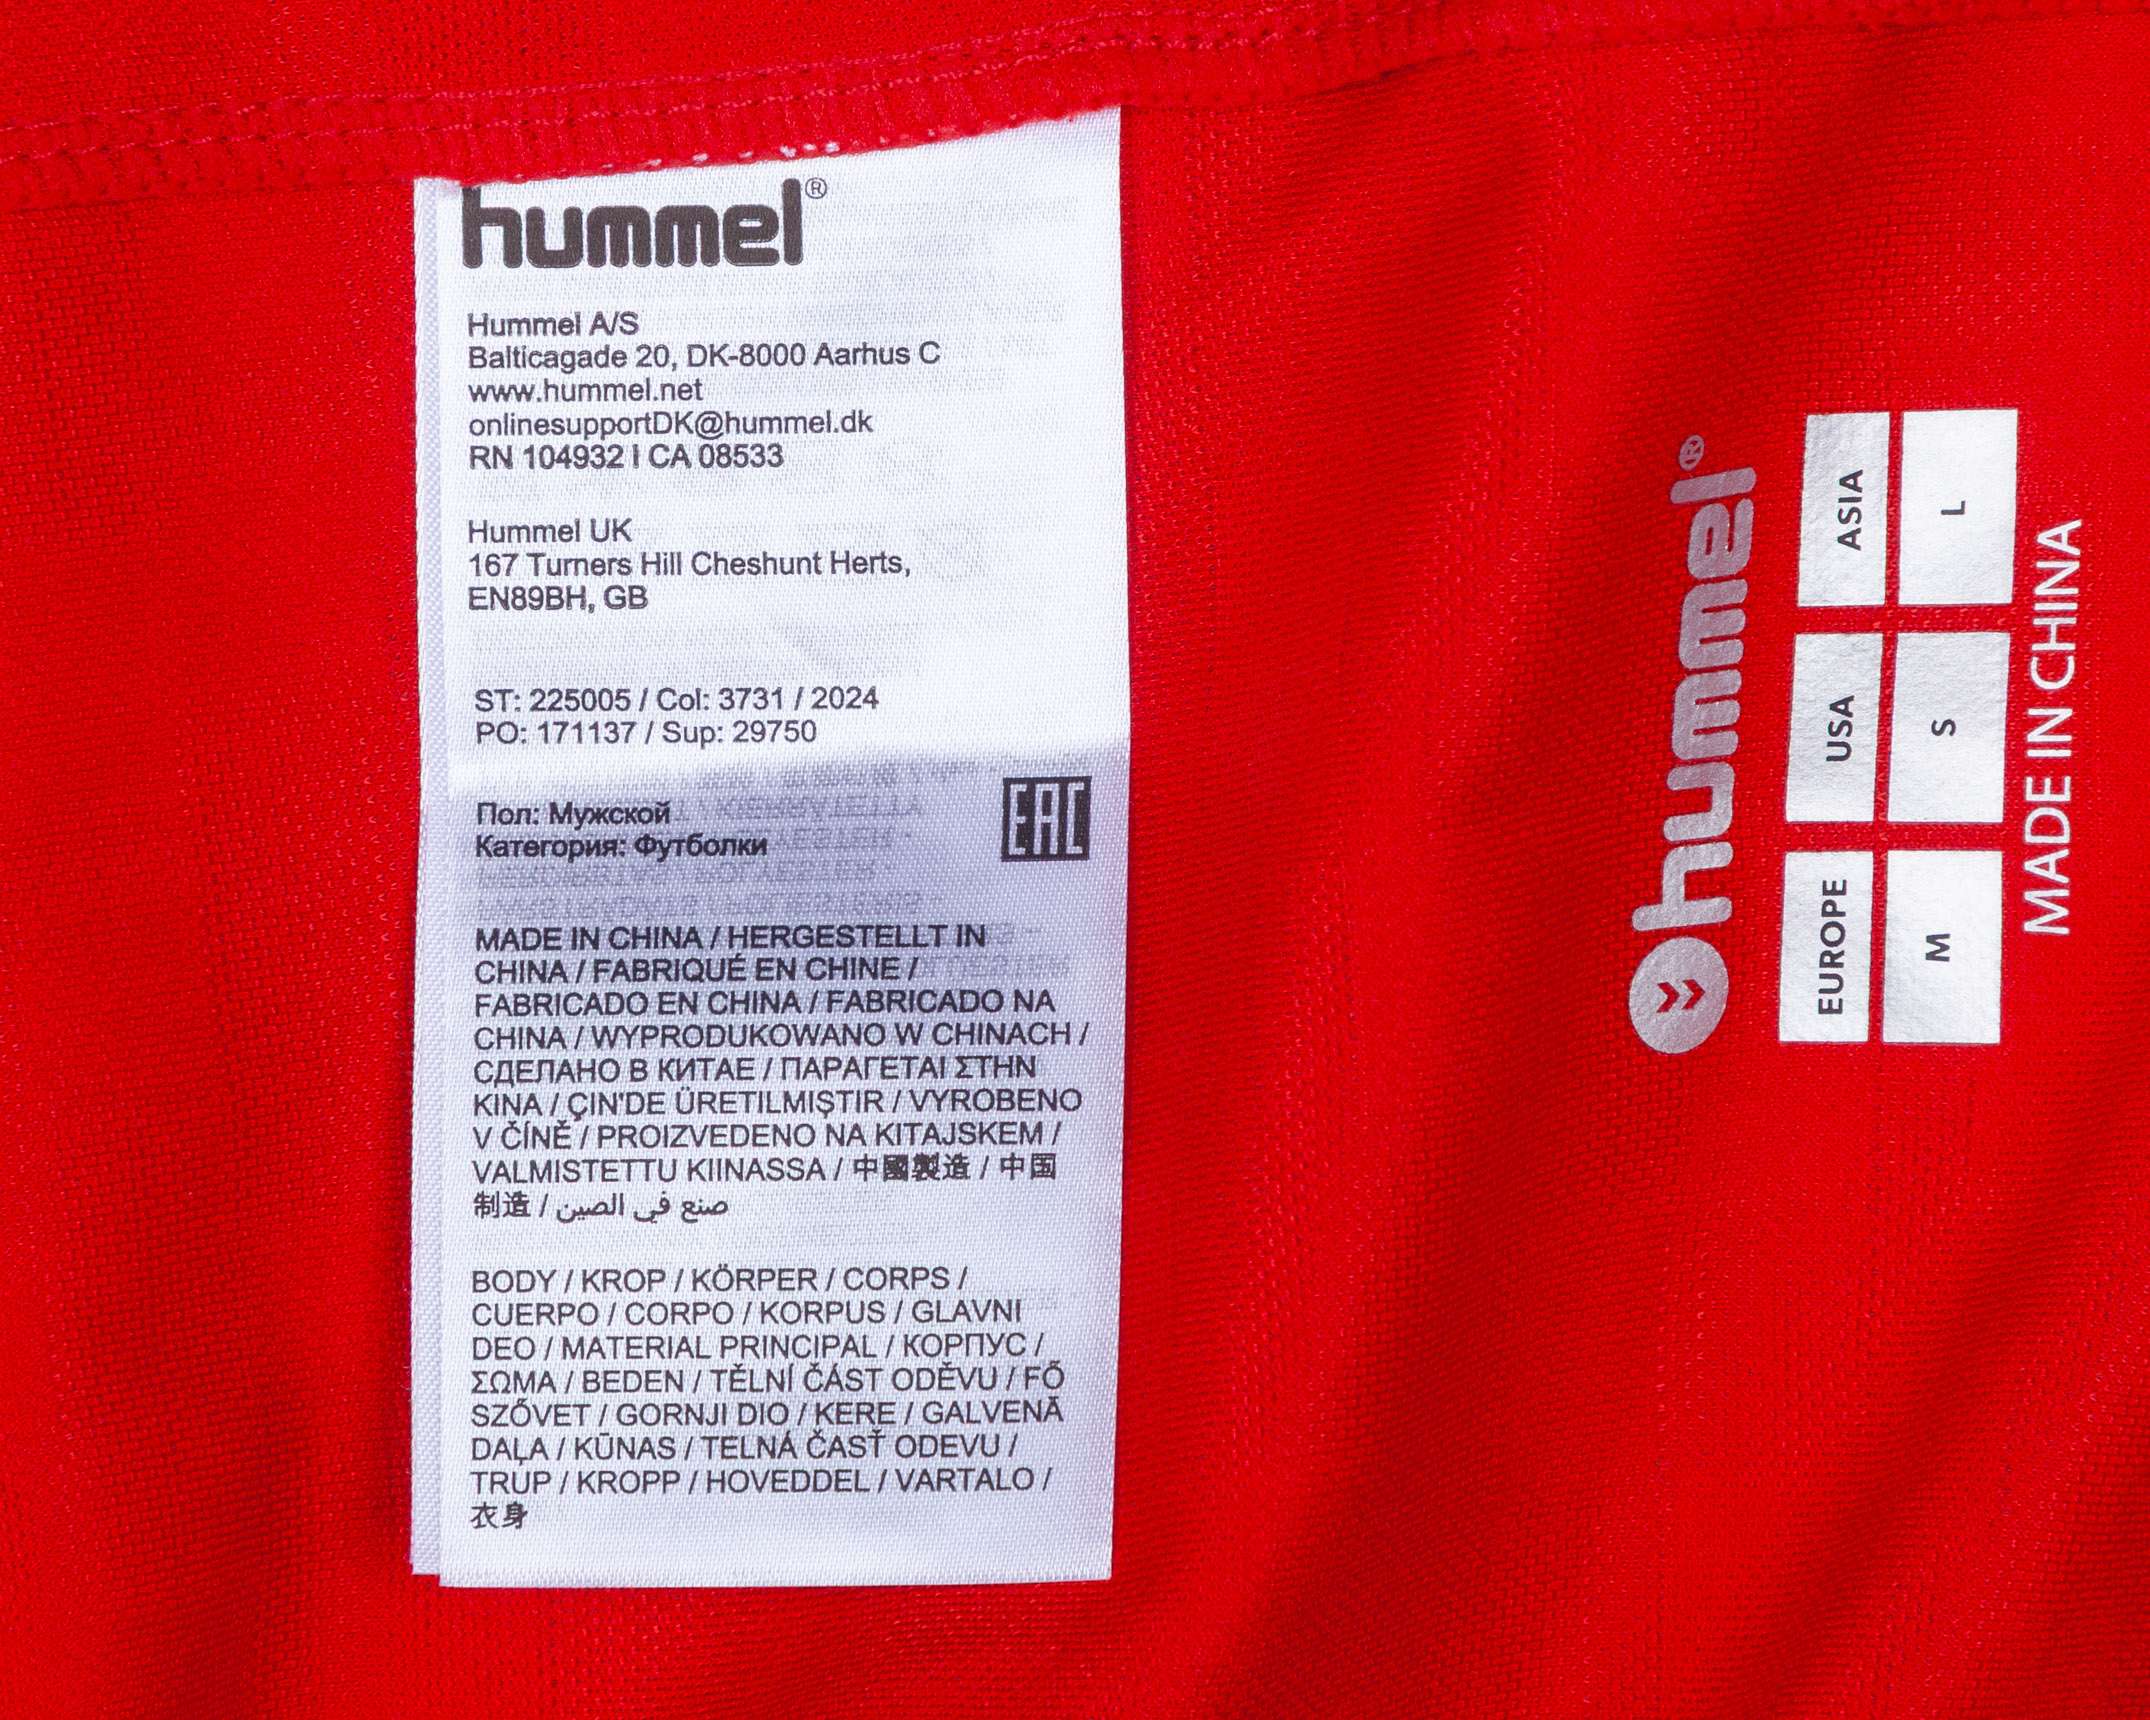 hummel®
Hummel A/S
Balticagade 20, DK-8000 Aarhus C
www.hummel.net
onlinesupportDK@hummel.dk
RN 104932 I CA 08533
Hummel UK
167 Turners Hill Cheshunt Herts,
EN89BH, GB
ST: 225005 / Col: 3731 / 2024
PO: 171137 / Sup: 29750
Пол: Мужской
Категория: Футболки
EAC
MADE IN CHINA / HERGESTELLT IN
CHINA / FABRIQUÉ EN CHINE /
FABRICADO EN CHINA / FABRICADO NA
CHINA / WYPRODUKOWANO W CHINACH /
СДЕЛАНО В КИТАЕ / ΠΑΡΑΓΕΤΑΙ ΣΤΗΝ
ΚΙΝΑ / ÇIN'DE ÜRETILMIŞTIR / VYROBENO
V ČÍNĚ / PROIZVEDENO NA KITAJSKEM /
VALMISTETTU KIINASSA / 中國製造 / 中国
制造 / صنع في الصين
BODY / KROP / KÖRPER / CORPS /
CUERPO / CORPO / KORPUS / GLAVNI
DEO / MATERIAL PRINCIPAL / КОРПУС /
ΣΩΜΑ / BEDEN / TĚLNÍ ČÁST ODĚVU / FŐ
SZŐVET / GORNJI DIO / KERE / GALVENĀ
DAĻA / KŪNAS / TELNÁ ČASŤ ODEVU /
TRUP / KROPP / HOVEDDEL / VARTALO /
衣身
hummel®
EUROPE USA ASIA
M S L
MADE IN CHINA